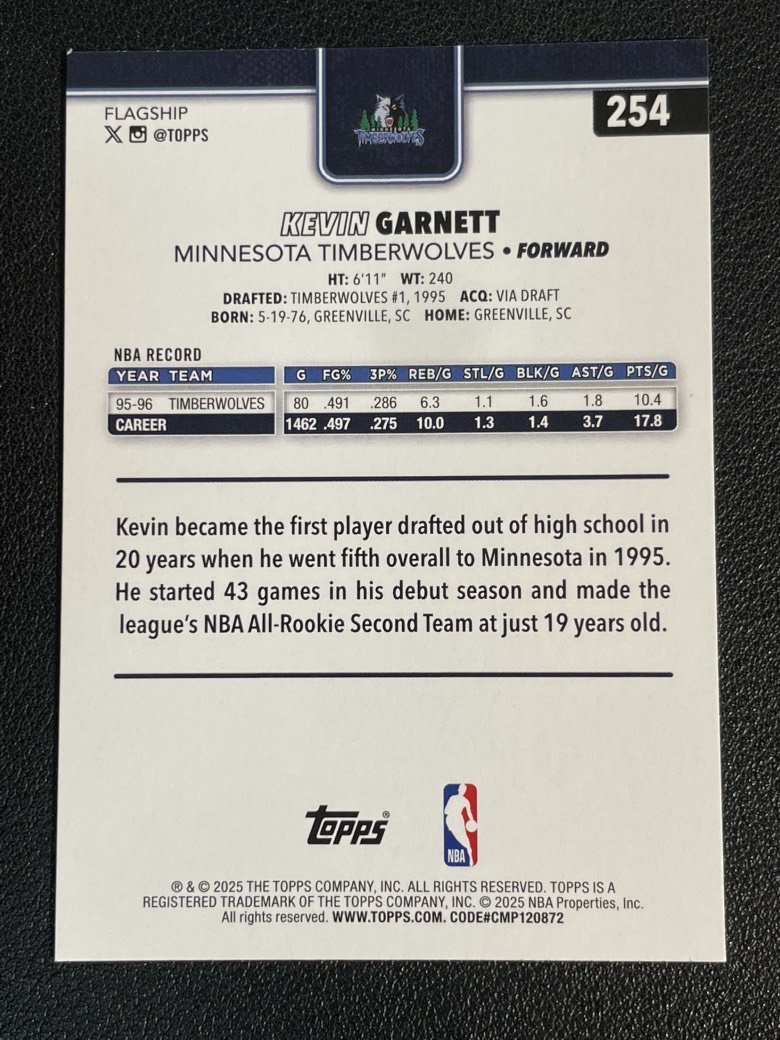 FLAGSHIP
@TOPPS
MINNESOTA
TIMBERWOLVES
254
KEVIN GARNETT
MINNESOTA TIMBERWOLVES • FORWARD
HT: 6'11" WT: 240
DRAFTED: TIMBERWOLVES #1, 1995 ACQ: VIA DRAFT
BORN: 5-19-76, GREENVILLE, SC HOME: GREENVILLE, SC
NBA RECORD
YEAR TEAM G FG% 3P% REB/G STL/G BLK/G AST/G PTS/G
95-96 TIMBERWOLVES 80 .491 .286 6.3 1.1 1.6 1.8 10.4
CAREER 1462 .497 .275 10.0 1.3 1.4 3.7 17.8
Kevin became the first player drafted out of high school in
20 years when he went fifth overall to Minnesota in 1995.
He started 43 games in his debut season and made the
league's NBA All-Rookie Second Team at just 19 years old.
topps®
NBA
® & © 2025 THE TOPPS COMPANY, INC. ALL RIGHTS RESERVED. TOPPS IS A
REGISTERED TRADEMARK OF THE TOPPS COMPANY, INC. © 2025 NBA Properties, Inc.
All rights reserved. WWW.TOPPS.COM. CODE#CMP120872